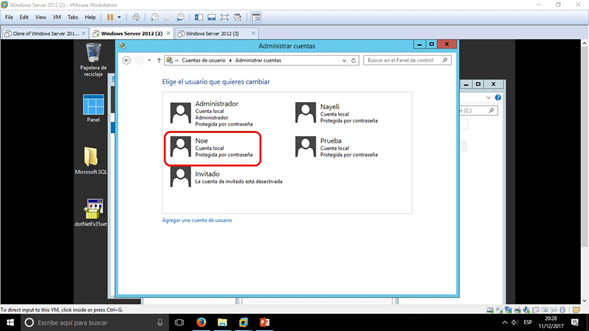 Windows Server 2012 (2) - VMware Workstation
File Edit View VM Tabs Help
Clone of Windows Server 201... Windows Server 2012 (2) Windows Server 2012 (3)
Administrar cuentas
Cuentas de usuario Administrar cuentas
Buscar en el Panel de control
Papelera de
reciclaje
Panel
Microsoft.SQL
dotNetFx35set
Elige el usuario que quieres cambiar
Administrador
Cuenta local
Administrador
Protegida por contraseña
Nayeli
Cuenta local
Protegida por contraseña
Noe
Cuenta local
Protegida por contraseña
Prueba
Cuenta local
Protegida por contraseña
Invitado
La cuenta de invitado está desactivada
Agregar una cuenta de usuario
(C:)
To direct input to this VM, click inside or press Ctrl+G.
Escribe aquí para buscar
ESP
20:28
11/12/2017